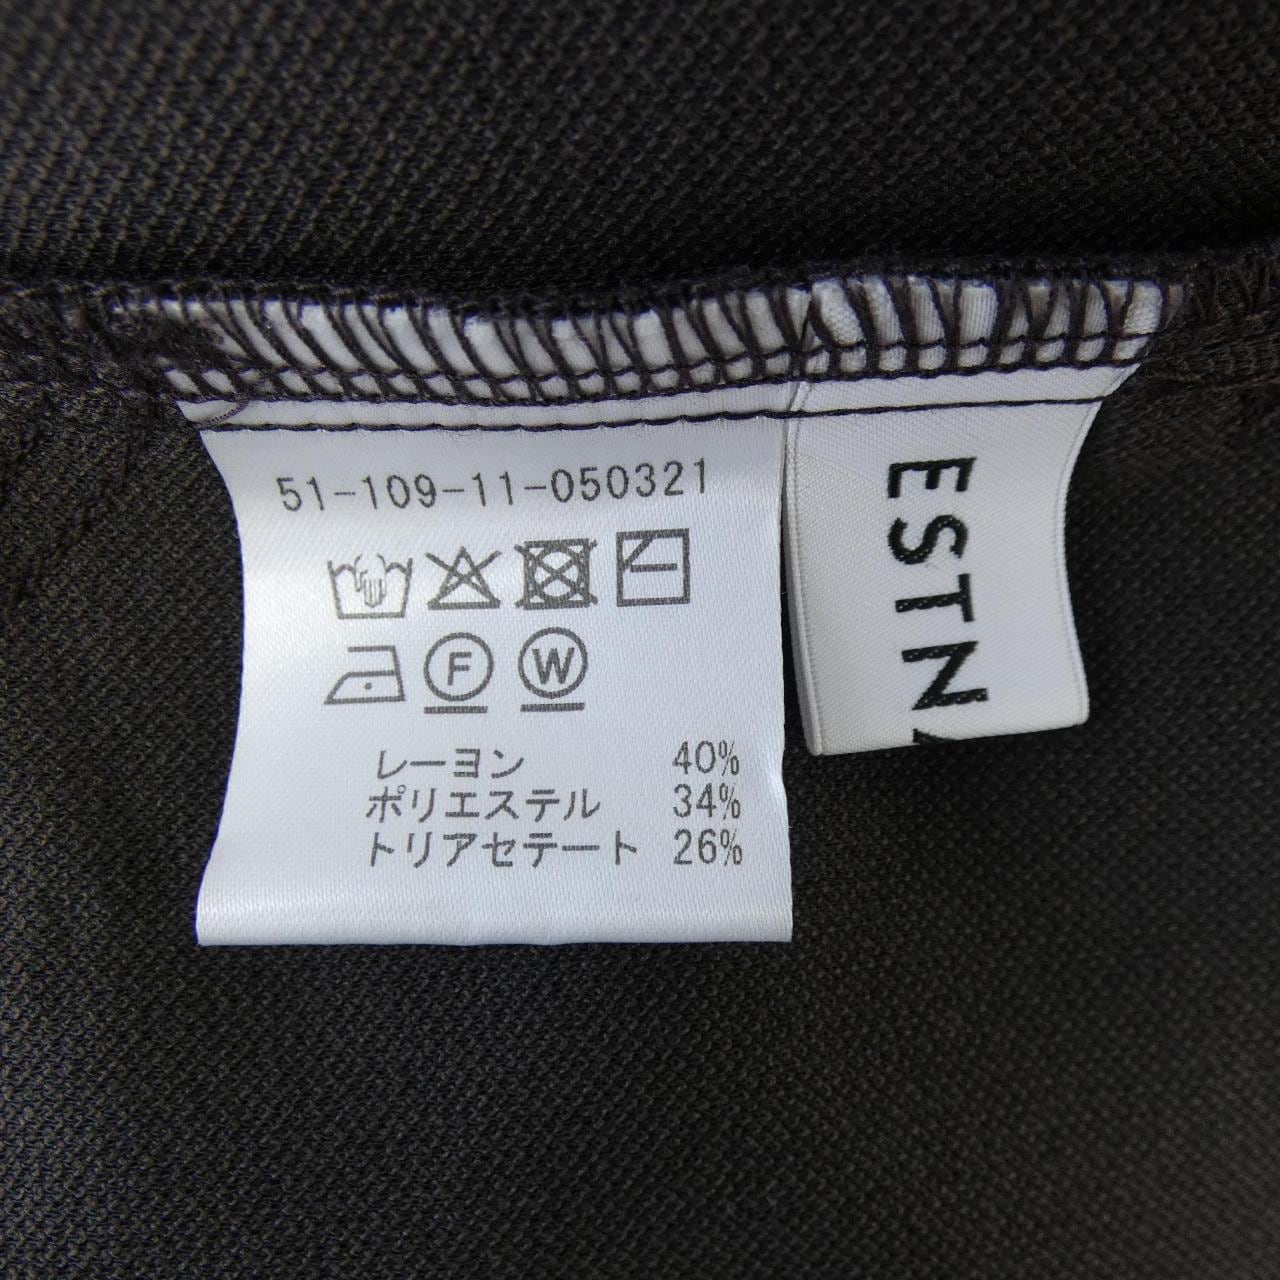 51-109-11-050321
F W
レーヨン 40%
ポリエステル 34%
トリアセテート 26%
ESTN